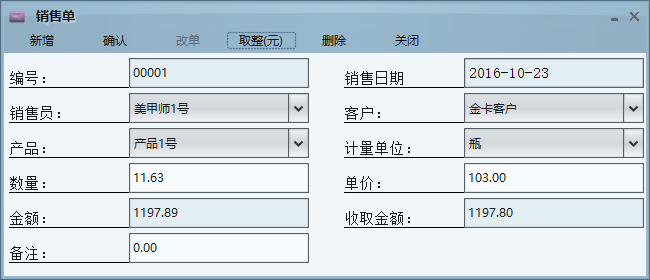 销售单
新增 确认 改单 取整(元) 删除 关闭
编号： 00001 销售日期 2016-10-23
销售员： 美甲师1号 客户： 金卡客户
产品： 产品1号 计量单位： 瓶
数量： 11.63 单价： 103.00
金额： 1197.89 收取金额： 1197.80
备注： 0.00